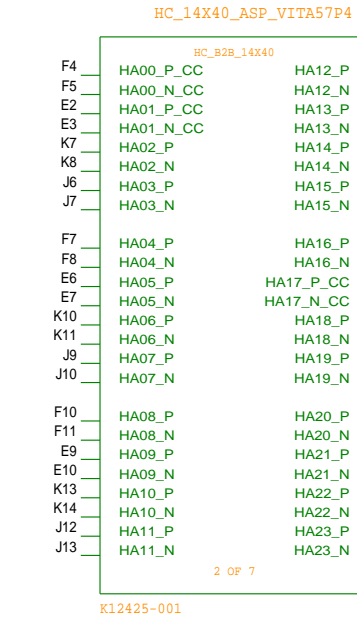 HC_14X40_ASP_VITA57P4
HC_B2B_14X40
F4 HA00_P_CC HA12_P
F5 HA00_N_CC HA12_N
E2 HA01_P_CC HA13_P
E3 HA01_N_CC HA13_N
K7 HA02_P HA14_P
K8 HA02_N HA14_N
J6 HA03_P HA15_P
J7 HA03_N HA15_N
F7 HA04_P HA16_P
F8 HA04_N HA16_N
E6 HA05_P HA17_P_CC
E7 HA05_N HA17_N_CC
K10 HA06_P HA18_P
K11 HA06_N HA18_N
J9 HA07_P HA19_P
J10 HA07_N HA19_N
F10 HA08_P HA20_P
F11 HA08_N HA20_N
E9 HA09_P HA21_P
E10 HA09_N HA21_N
K13 HA10_P HA22_P
K14 HA10_N HA22_N
J12 HA11_P HA23_P
J13 HA11_N HA23_N
2 OF 7
K12425-001